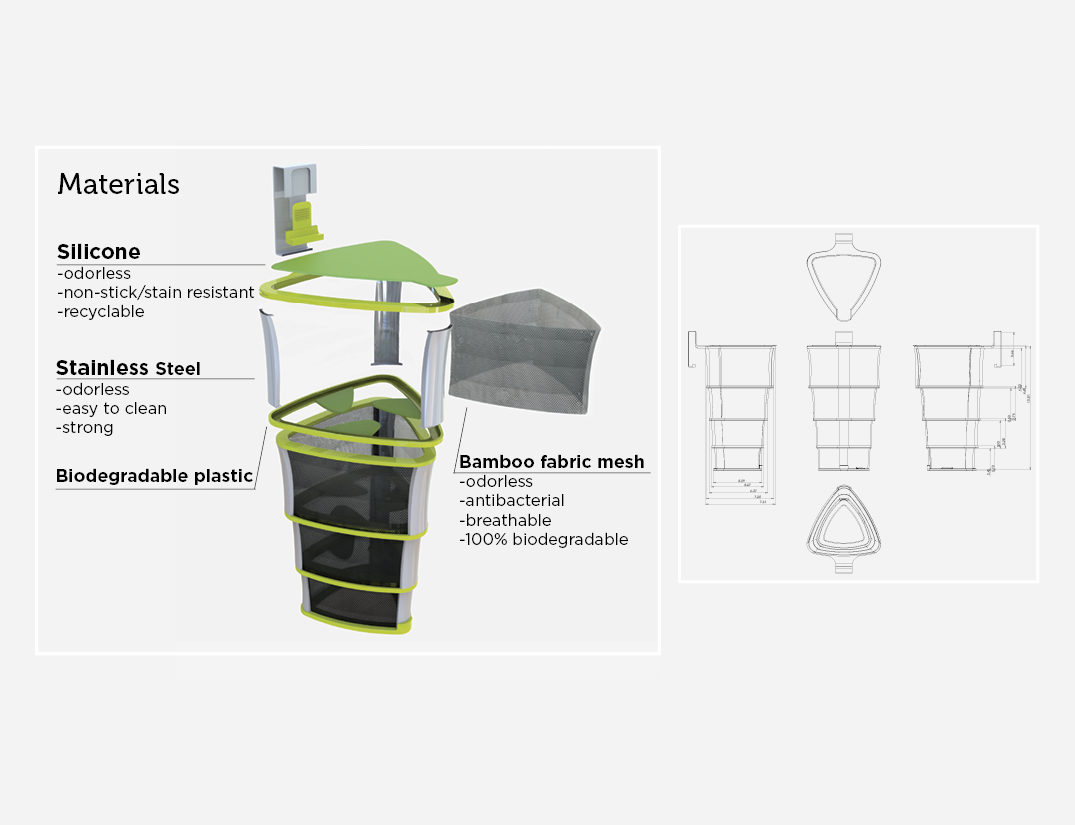 Materials
Silicone
-odorless
-non-stick/stain resistant
-recyclable
Stainless Steel
-odorless
-easy to clean
-strong
Biodegradable plastic
Bamboo fabric mesh
-odorless
-antibacterial
-breathable
-100% biodegradable